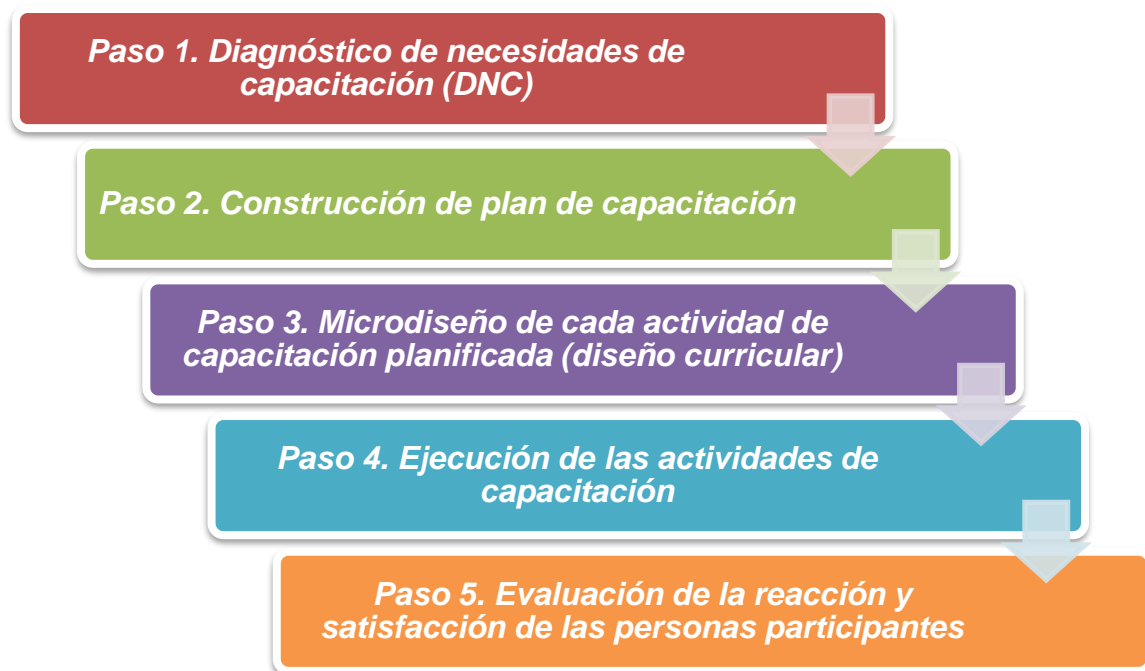 Paso 1. Diagnóstico de necesidades de
capacitación (DNC)
Paso 2. Construcción de plan de capacitación
Paso 3. Microdiseño de cada actividad de
capacitación planificada (diseño curricular)
Paso 4. Ejecución de las actividades de
capacitación
Paso 5. Evaluación de la reacción y
satisfacción de las personas participantes